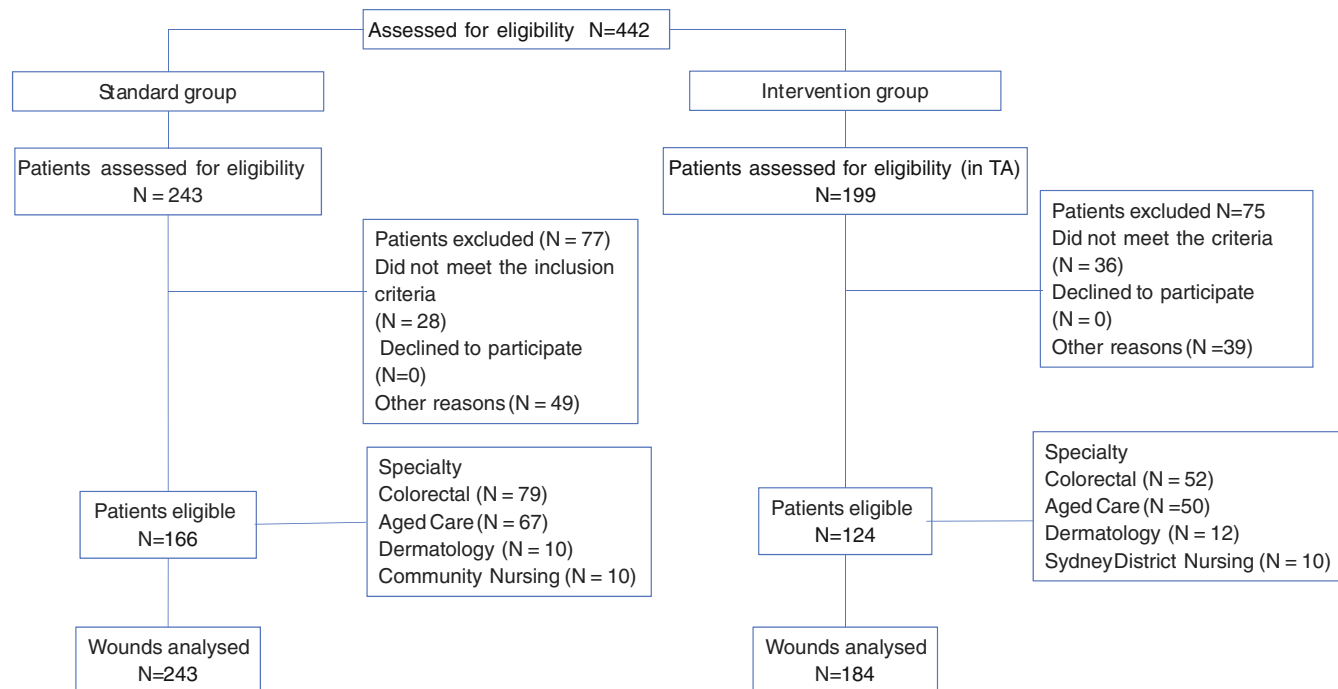 Assessed for eligibility N=442
Standard group
Intervention group
Patients assessed for eligibility
N = 243
Patients assessed for eligibility (in TA)
N=199
Patients excluded (N = 77)
Did not meet the inclusion
criteria
(N = 28)
Declined to participate
(N=0)
Other reasons (N = 49)
Patients excluded N=75
Did not meet the criteria
(N = 36)
Declined to participate
(N = 0)
Other reasons (N =39)
Patients eligible
N=166
Specialty
Colorectal (N = 79)
Aged Care (N = 67)
Dermatology (N = 10)
Community Nursing (N = 10)
Patients eligible
N=124
Specialty
Colorectal (N = 52)
Aged Care (N =50)
Dermatology (N = 12)
Sydney District Nursing (N = 10)
Wounds analysed
N=243
Wounds analysed
N=184